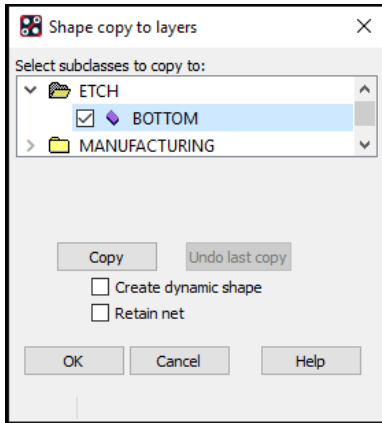 Shape copy to layers
Select subclasses to copy to:
ETCH
BOTTOM
MANUFACTURING
Copy Undo last copy
Create dynamic shape
Retain net
OK Cancel Help